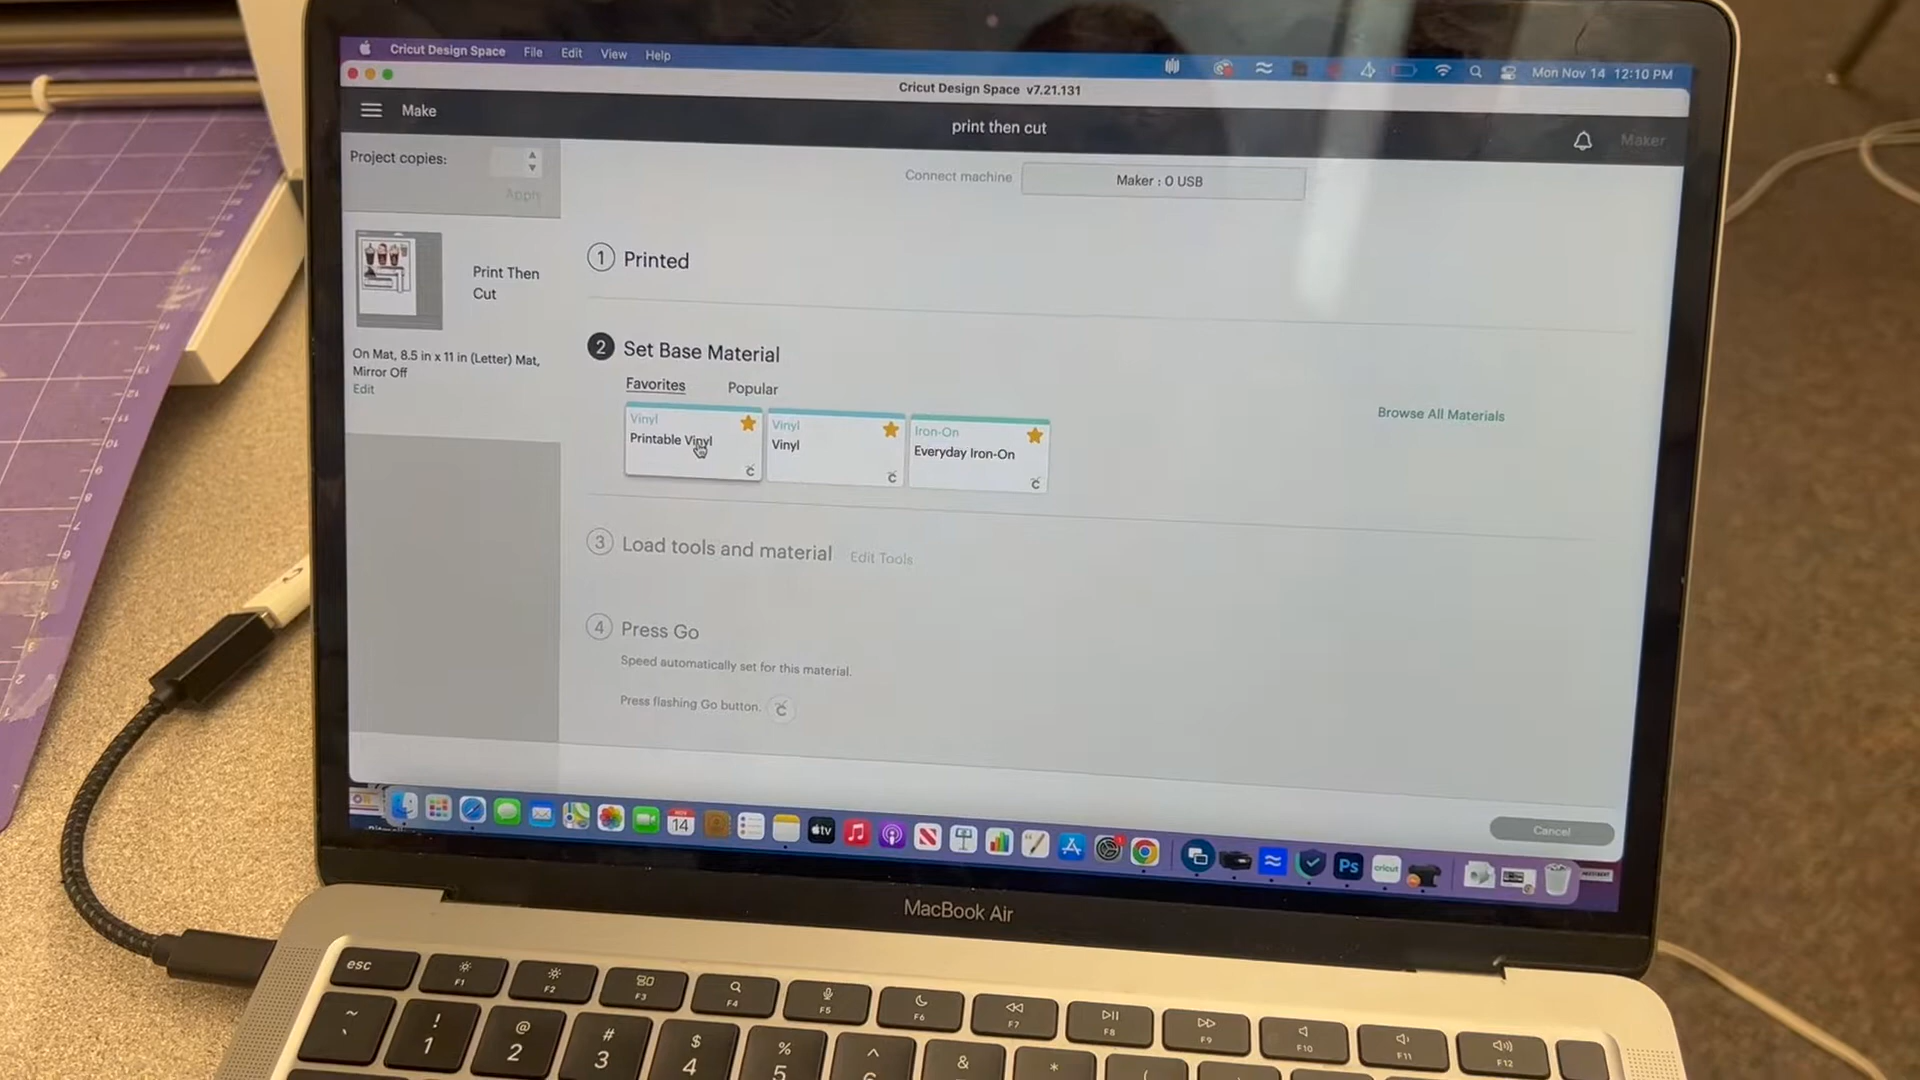 Cricut Design Space File Edit View Help
Mon Nov 14 12:10 PM
Cricut Design Space v7.21.131
Make
print then cut
Maker
Project copies:
Apply
Connect machine
Maker : 0 USB
Print Then
Cut
On Mat, 8.5 in x 11 in (Letter) Mat,
Mirror Off
Edit
1 Printed
2 Set Base Material
Favorites Popular
Browse All Materials
Vinyl
Printable Vinyl
Vinyl
Vinyl
Iron-On
Everyday Iron-On
3 Load tools and material Edit Tools
4 Press Go
Speed automatically set for this material.
Press flashing Go button.
Cancel
NOV
14
tv
Ps
cricut
MacBook Air
esc
F1
F2
F3
F4
F5
F6
F7
F8
F9
F10
F11
F12
~
`
!
1
@
2
#
3
$
4
%
5
^
&
*
(